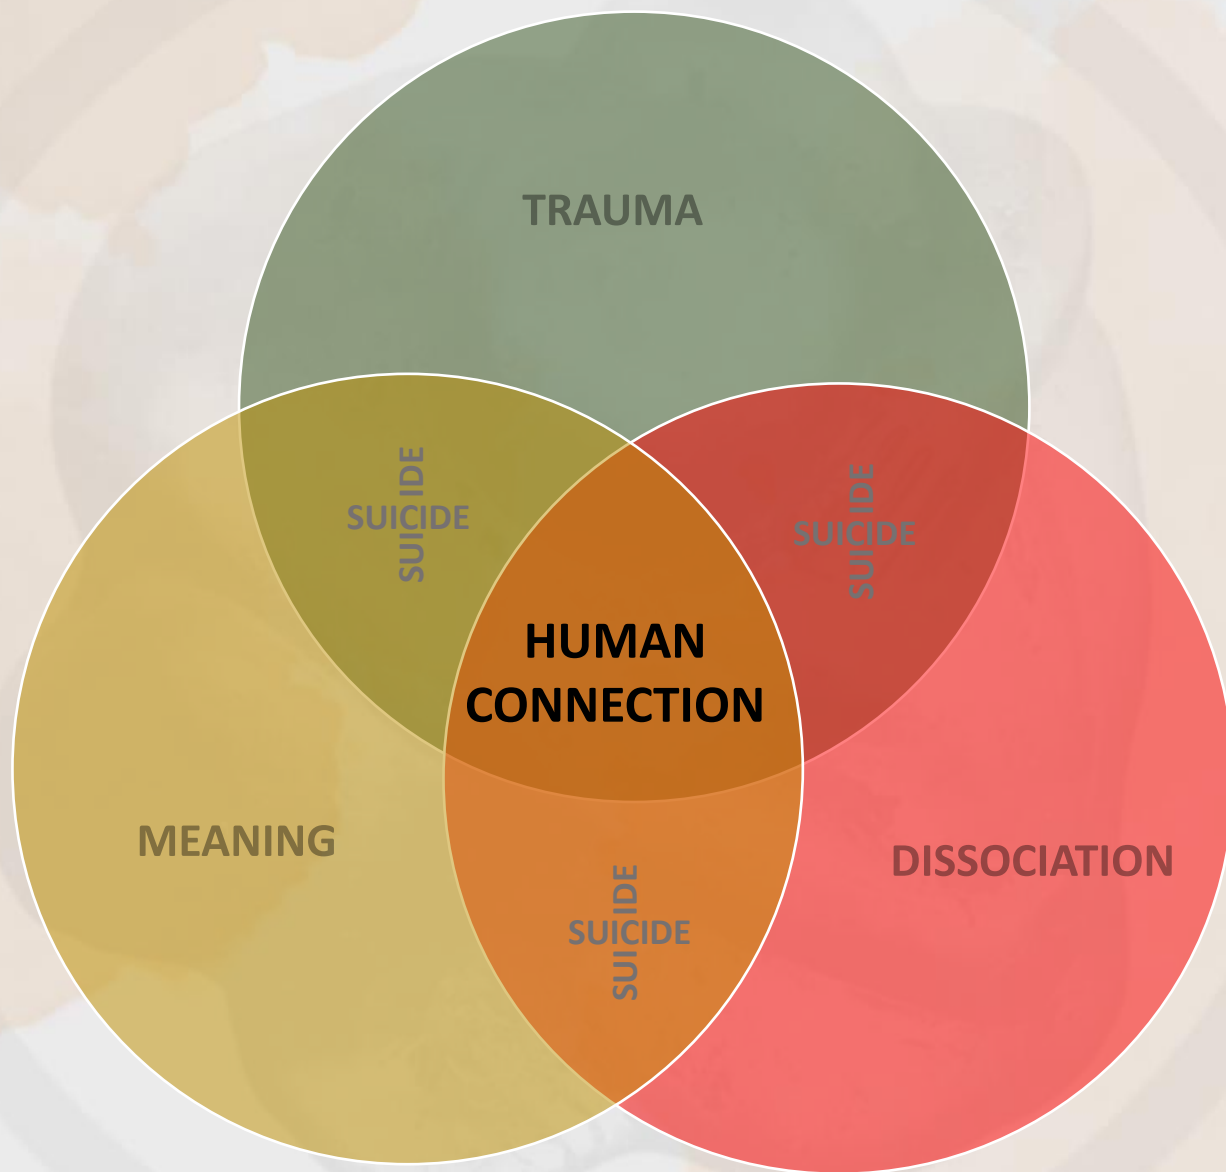 TRAUMA
SUICIDE
SUICIDE
SUICIDE
SUICIDE
HUMAN
CONNECTION
MEANING
DISSOCIATION
SUICIDE
SUICIDE